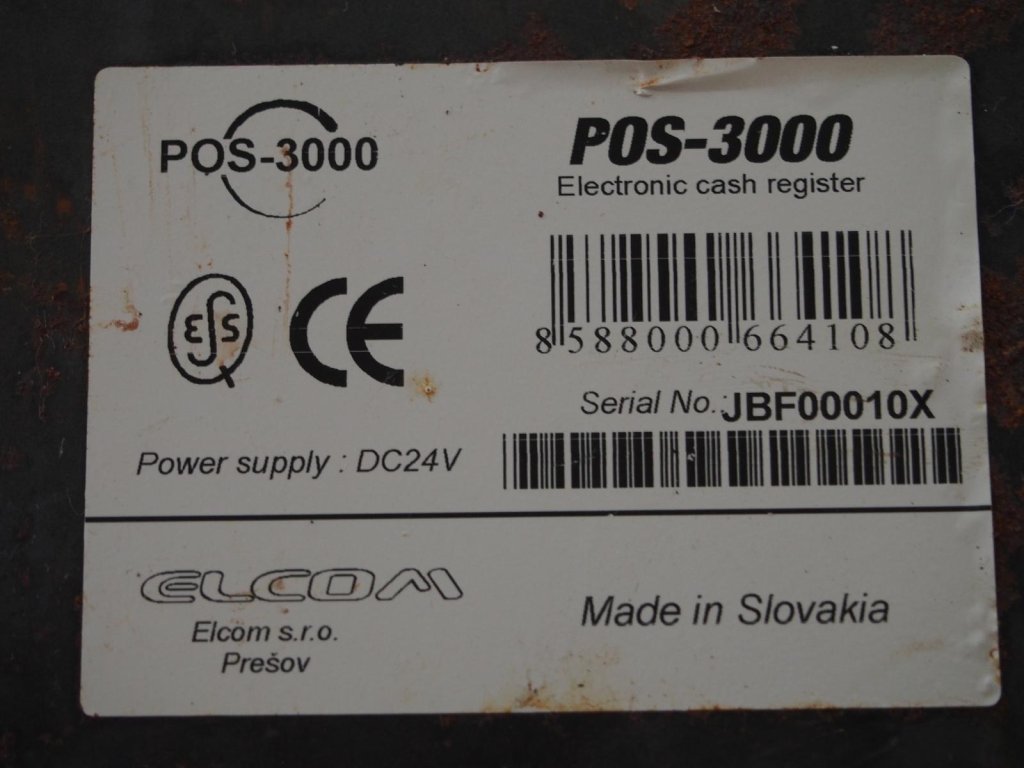 POS-3000
POS-3000
Electronic cash register
8 588000 664108
ESČ
CE
Serial No.: JBF00010X
Power supply : DC24V
ELCOM
Elcom s.r.o.
Prešov
Made in Slovakia